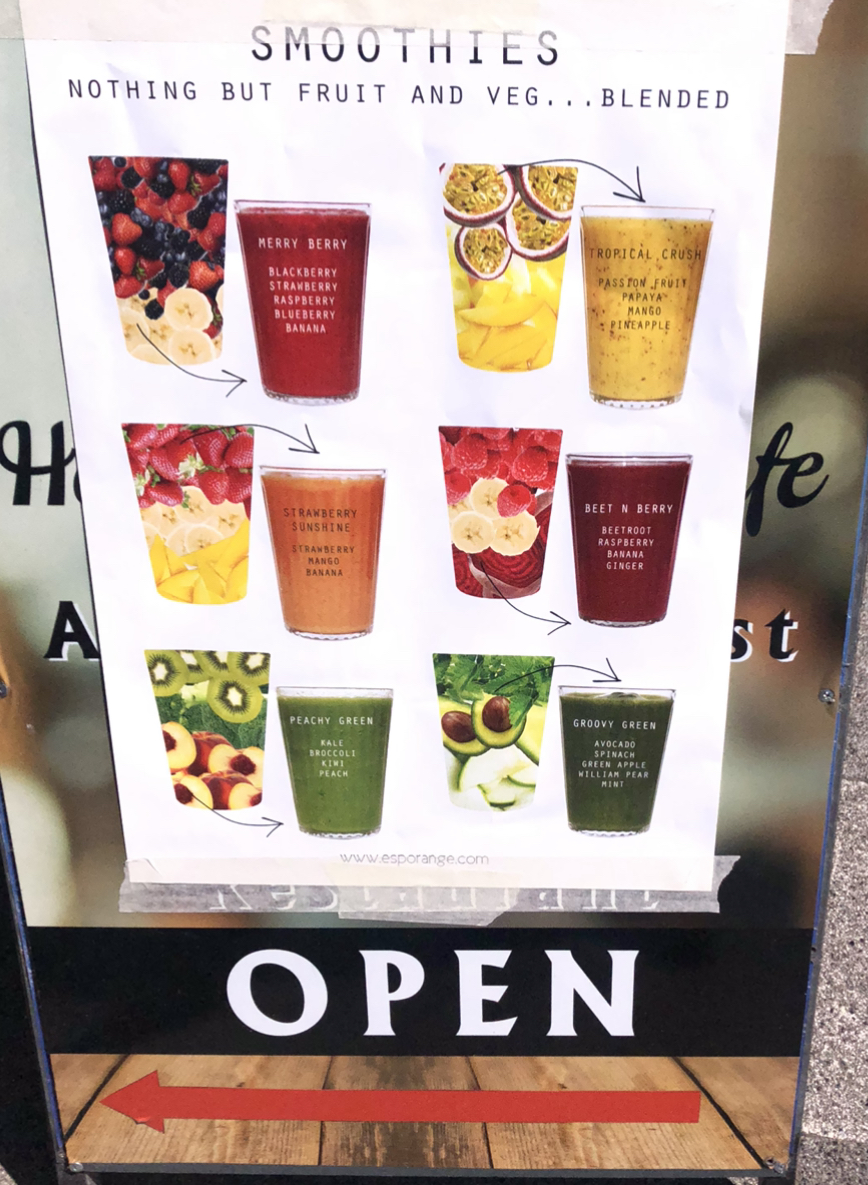 SMOOTHIES
NOTHING BUT FRUIT AND VEG...BLENDED
MERRY BERRY
BLACKBERRY
STRAWBERRY
RASPBERRY
BLUEBERRY
BANANA
TROPICAL CRUSH
PASSION FRUIT
PAPAYA
MANGO
PINEAPPLE
STRAWBERRY
SUNSHINE
STRAWBERRY
MANGO
BANANA
BEET N BERRY
BEETROOT
RASPBERRY
BANANA
GINGER
PEACHY GREEN
KALE
BROCCOLI
KIWI
PEACH
GROOVY GREEN
AVOCADO
SPINACH
GREEN APPLE
WILLIAM PEAR
MINT
www.esporange.com
Restaurant
OPEN